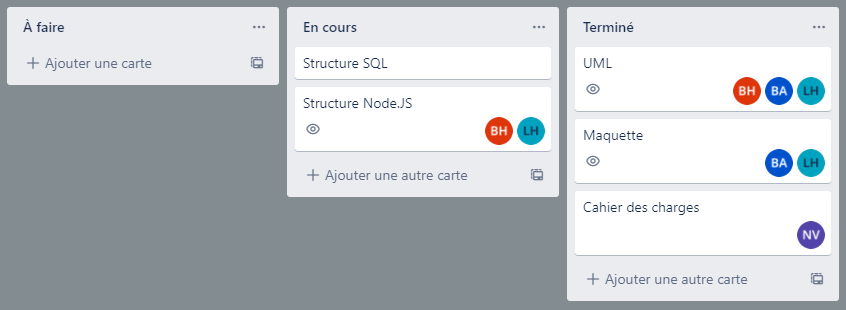 À faire
Ajouter une carte
En cours
Structure SQL
Structure Node.JS
BH LH
Ajouter une autre carte
Terminé
UML
BH BA LH
Maquette
BA LH
Cahier des charges
NV
Ajouter une autre carte